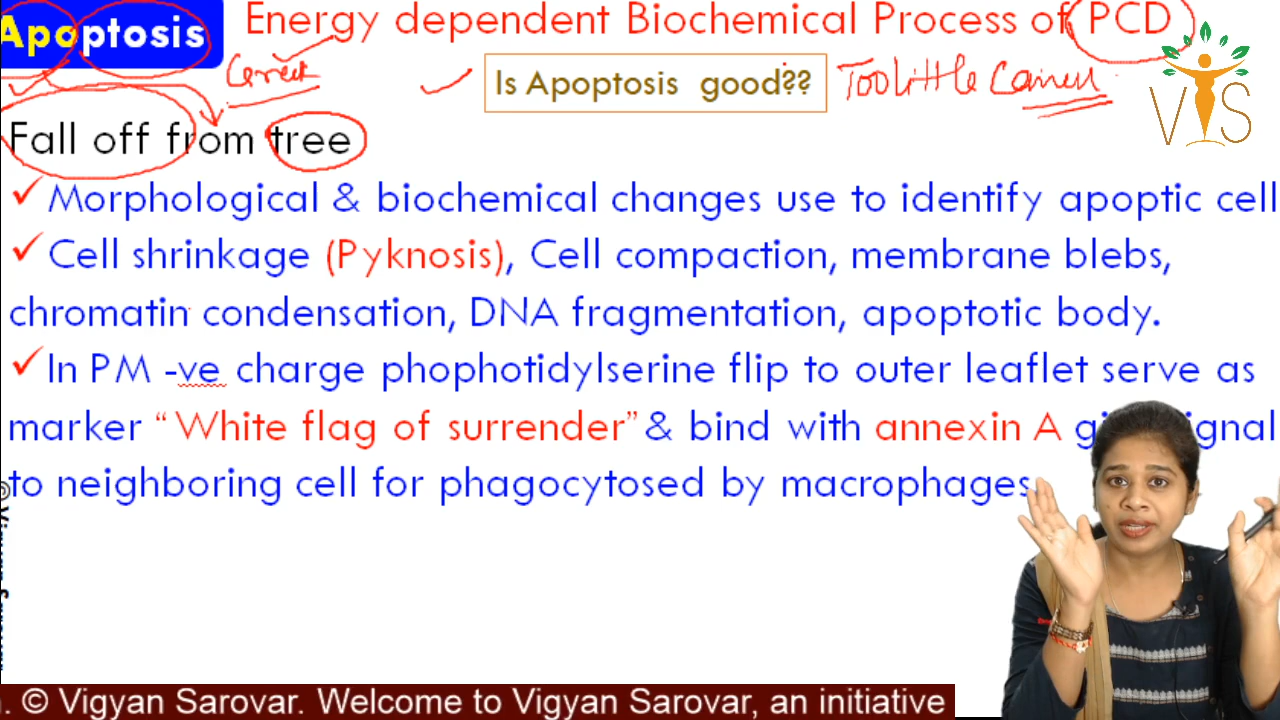 Apoptosis Energy dependent Biochemical Process of PCD
Is Apoptosis good??
Too little Cancer
Fall off from tree
✓Morphological & biochemical changes use to identify apoptic cell
✓Cell shrinkage (Pyknosis), Cell compaction, membrane blebs,
chromatin condensation, DNA fragmentation, apoptotic body.
✓In PM -ve charge phophotidylserine flip to outer leaflet serve as
marker “White flag of surrender” & bind with annexin A
to neighboring cell for phagocytosed by macrophages
VIS
. © Vigyan Sarovar. Welcome to Vigyan Sarovar, an initiative